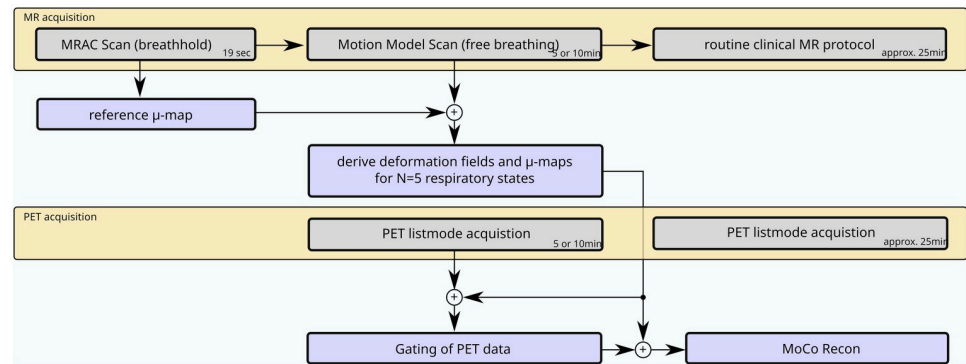 MR acquisition
MRAC Scan (breathhold)
19 sec
Motion Model Scan (free breathing)
5 or 10min
routine clinical MR protocol
approx. 25min
reference μ-map
+
derive deformation fields and μ-maps
for N=5 respiratory states
PET acquisition
PET listmode acquistion
5 or 10min
PET listmode acquistion
approx. 25min
+
Gating of PET data
+
MoCo Recon